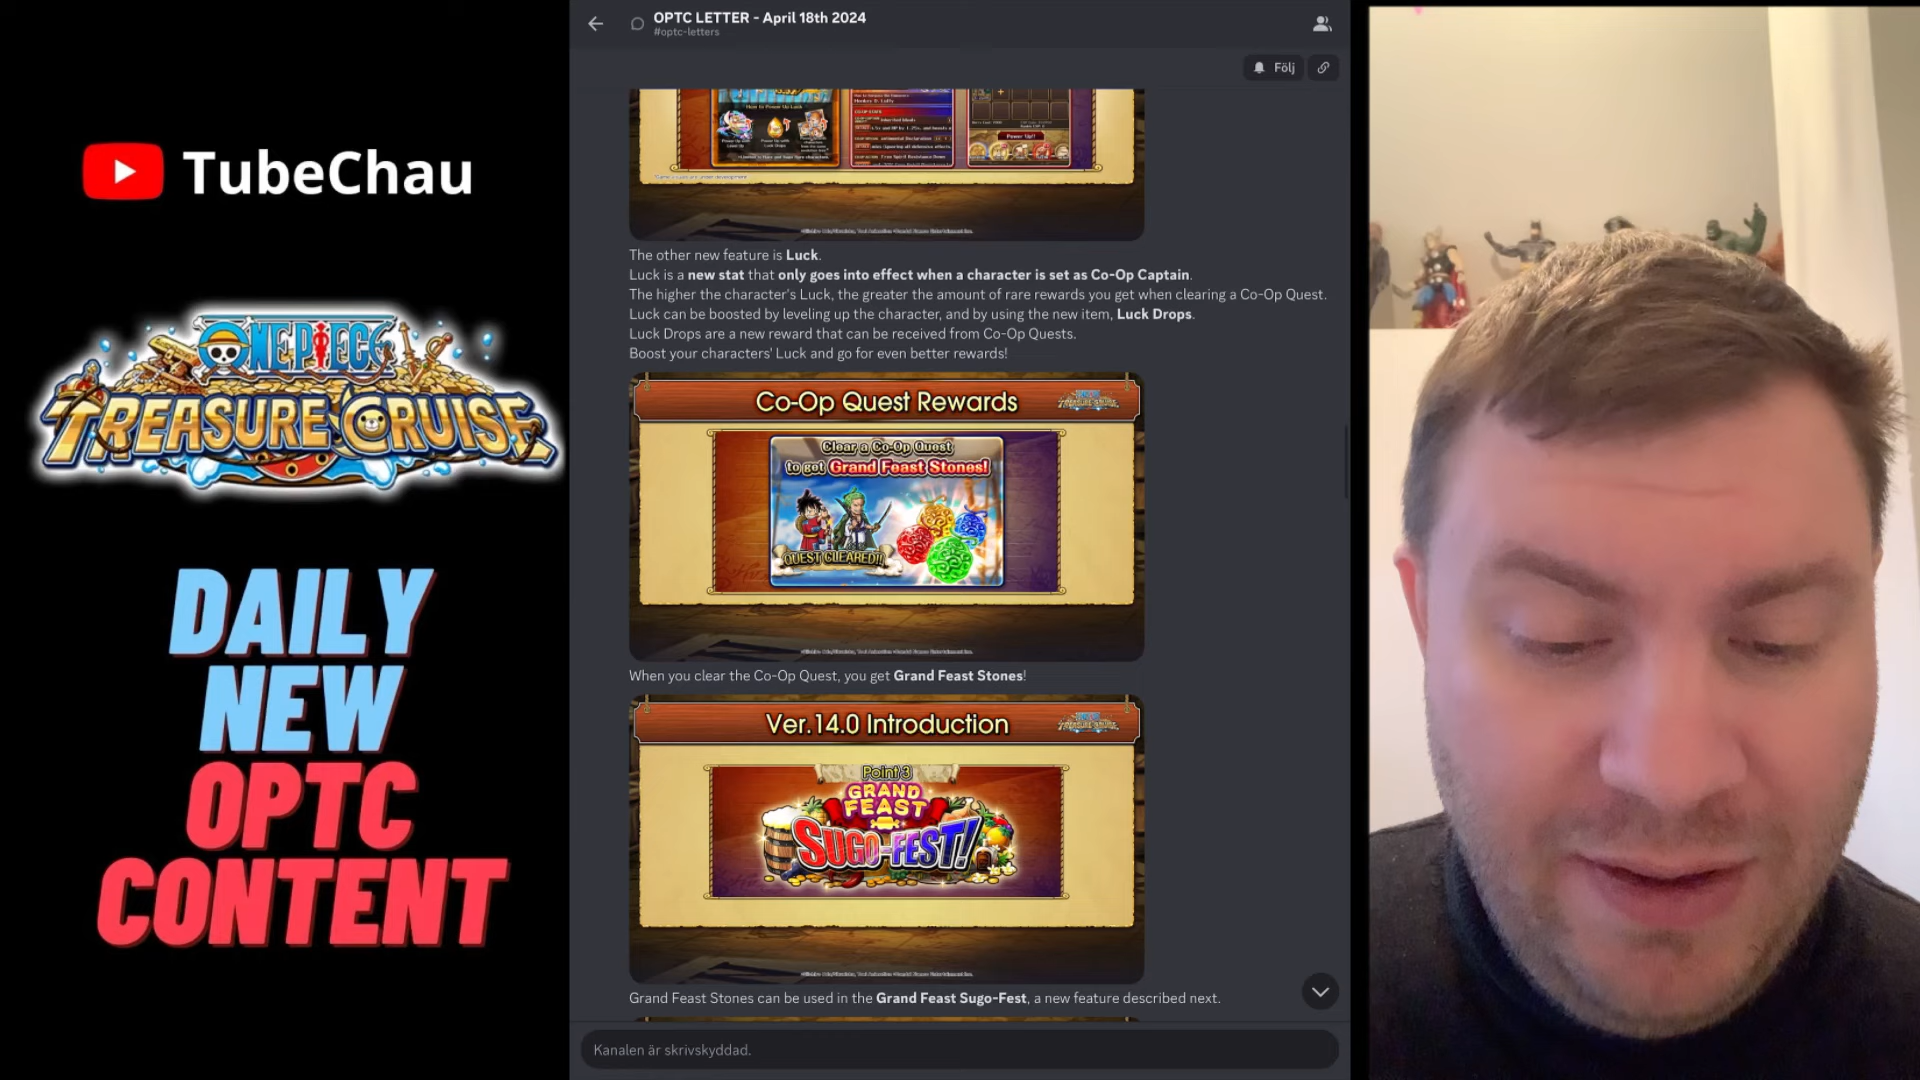 TubeChau
ONE PIECE
TREASURE CRUISE
DAILY
NEW
OPTC
CONTENT
OPTC LETTER - April 18th 2024
#optc-letters
Följ
Power Up!!
The other new feature is Luck.
Luck is a new stat that only goes into effect when a character is set as Co-Op Captain.
The higher the character's Luck, the greater the amount of rare rewards you get when clearing a Co-Op Quest.
Luck can be boosted by leveling up the character, and by using the new item, Luck Drops.
Luck Drops are a new reward that can be received from Co-Op Quests.
Boost your characters' Luck and go for even better rewards!
Co-Op Quest Rewards
Clear a Co-Op Quest
to get Grand Feast Stones!
QUEST CLEARED!!
When you clear the Co-Op Quest, you get Grand Feast Stones!
Ver.14.0 Introduction
Point 3
GRAND
FEAST
SUGO-FEST!
Grand Feast Stones can be used in the Grand Feast Sugo-Fest, a new feature described next.
Kanalen är skrivskyddad.